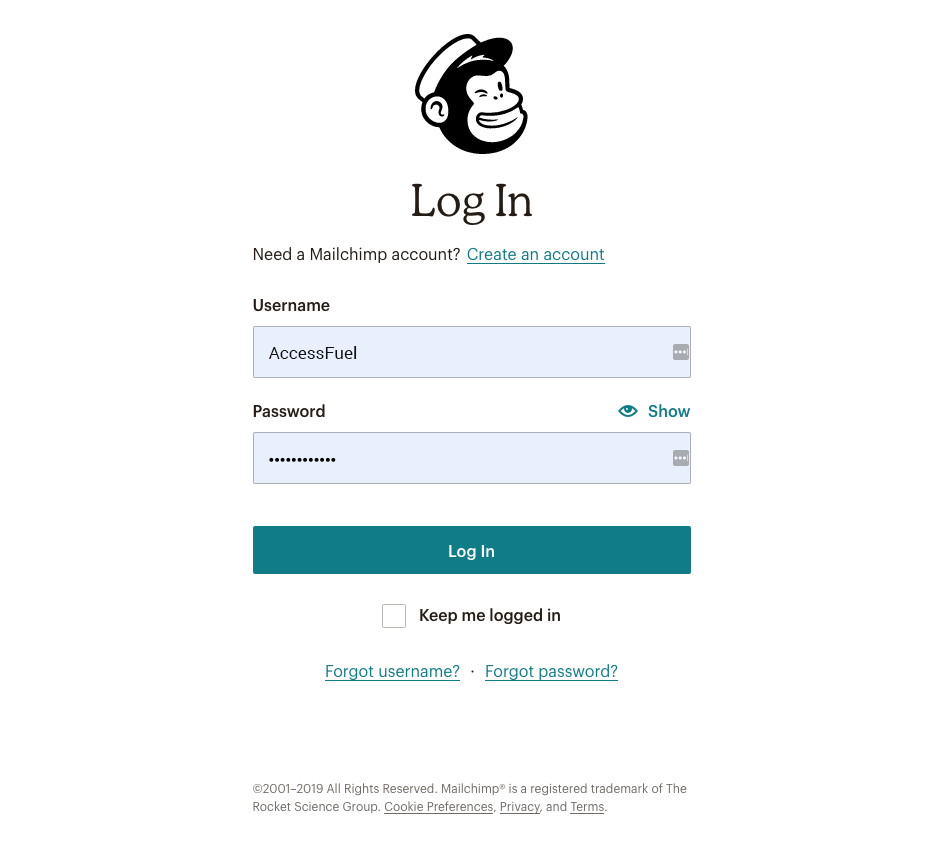 Log In
Need a Mailchimp account? Create an account
Username
AccessFuel
Password
Show
••••••••••••
Log In
Keep me logged in
Forgot username? · Forgot password?
©2001–2019 All Rights Reserved. Mailchimp® is a registered trademark of The
Rocket Science Group. Cookie Preferences, Privacy, and Terms.